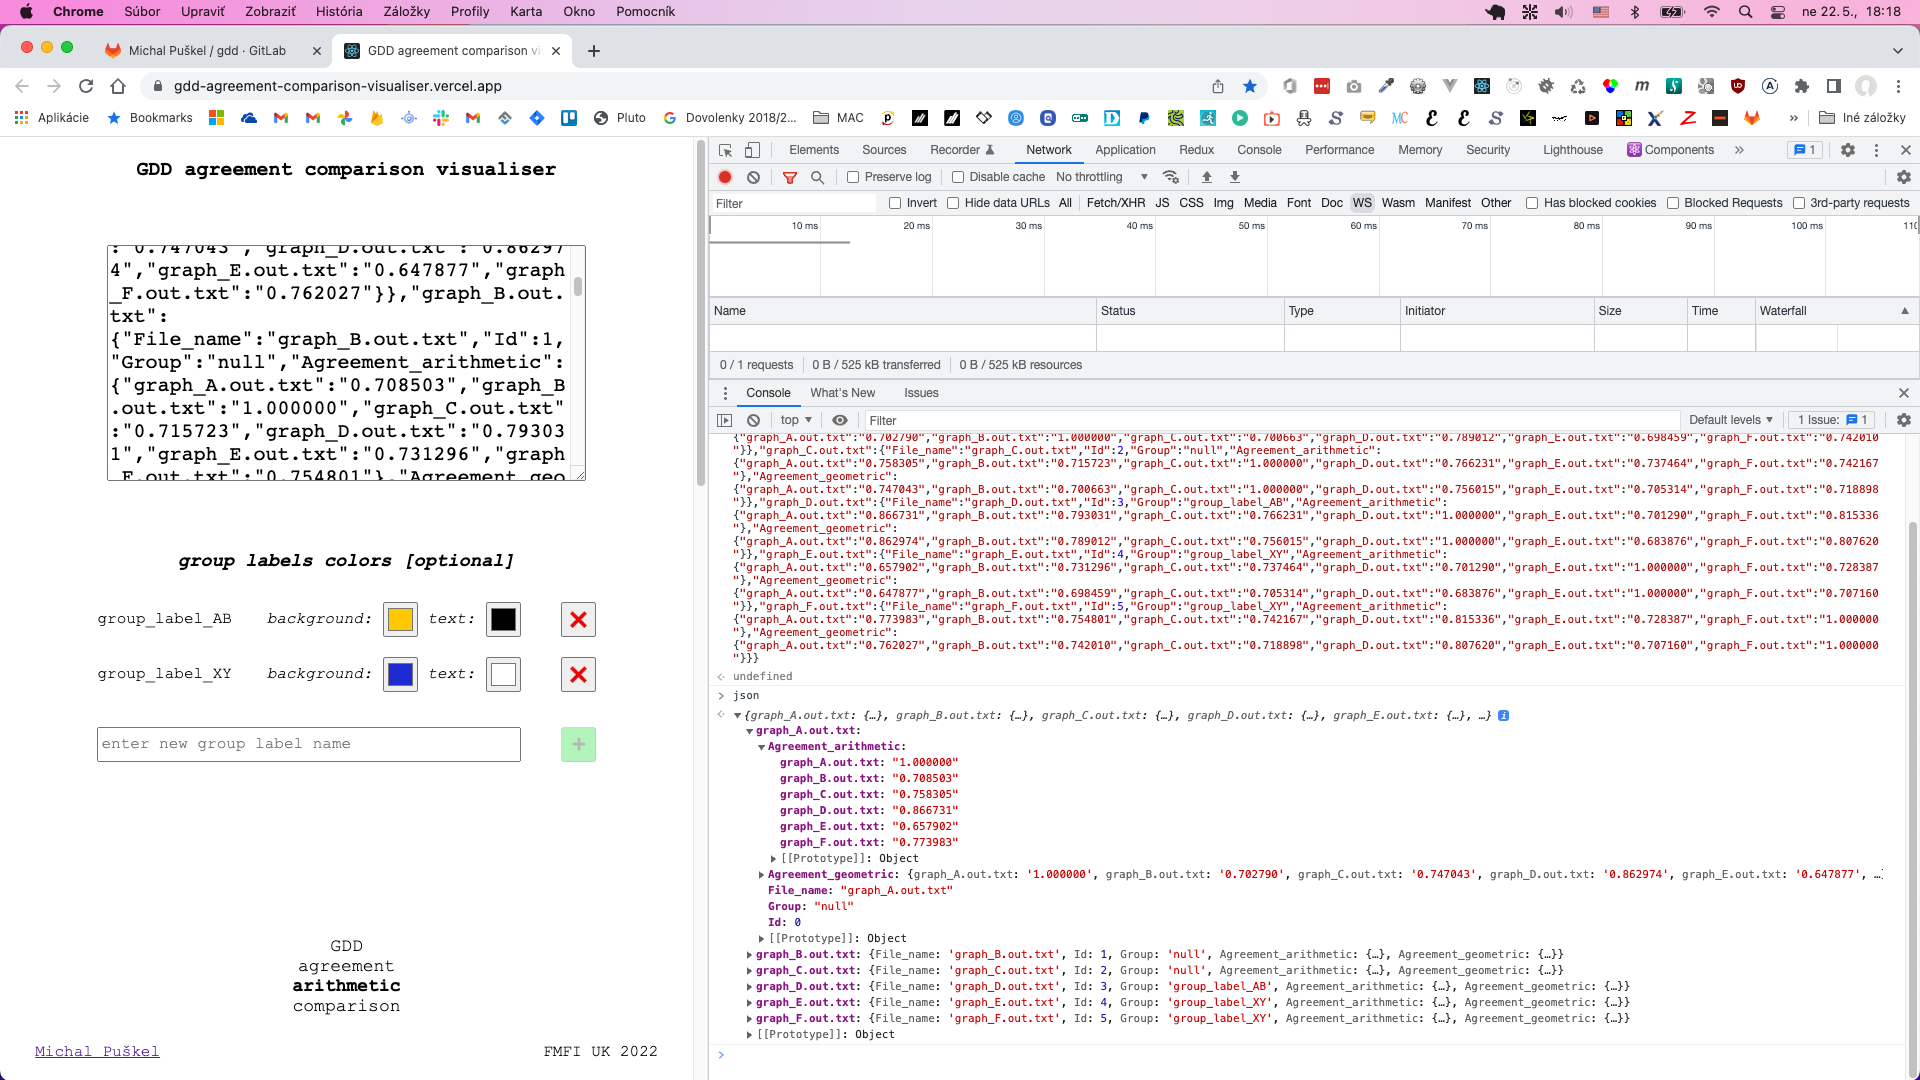 Chrome Súbor Upraviť Zobraziť História Záložky Profily Karta Okno Pomocník ne 22. 5., 18:18
Michal Puškel / gdd · GitLab
GDD agreement comparison vi
gdd-agreement-comparison-visualiser.vercel.app
Aplikácie Bookmarks Pluto Dovolenky 2018/2... MAC » Iné záložky
GDD agreement comparison visualiser
:"0.747043","graph_D.out.txt":"0.86297
4","graph_E.out.txt":"0.647877","graph
_F.out.txt":"0.762027"}},"graph_B.out.
txt":
{"File_name":"graph_B.out.txt","Id":1,
"Group":"null","Agreement_arithmetic":
{"graph_A.out.txt":"0.708503","graph_B
.out.txt":"1.000000","graph_C.out.txt"
:"0.715723","graph_D.out.txt":"0.79303
1","graph_E.out.txt":"0.731296","graph
_F.out.txt":"0.754801"},"Agreement_geo
group labels colors [optional]
group_label_AB background: text:
group_label_XY background: text:
enter new group label name +
GDD
agreement
arithmetic
comparison
Michal Puškel FMFI UK 2022
Elements Sources Recorder Network Application Redux Console Performance Memory Security Lighthouse Components » 1
Preserve log Disable cache No throttling
Filter Invert Hide data URLs All Fetch/XHR JS CSS Img Media Font Doc WS Wasm Manifest Other Has blocked cookies Blocked Requests 3rd-party requests
10 ms 20 ms 30 ms 40 ms 50 ms 60 ms 70 ms 80 ms 90 ms 100 ms 110
Name Status Type Initiator Size Time Waterfall
0 / 1 requests 0 B / 525 kB transferred 0 B / 525 kB resources
Console What's New Issues
top Filter Default levels 1 Issue: 1
{"graph_A.out.txt":"0.702790","graph_B.out.txt":"1.000000","graph_C.out.txt":"0.700663","graph_D.out.txt":"0.789012","graph_E.out.txt":"0.698459","graph_F.out.txt":"0.742010
"}},"graph_C.out.txt":{"File_name":"graph_C.out.txt","Id":2,"Group":"null","Agreement_arithmetic":
{"graph_A.out.txt":"0.758305","graph_B.out.txt":"0.715723","graph_C.out.txt":"1.000000","graph_D.out.txt":"0.766231","graph_E.out.txt":"0.737464","graph_F.out.txt":"0.742167
"},"Agreement_geometric":
{"graph_A.out.txt":"0.747043","graph_B.out.txt":"0.700663","graph_C.out.txt":"1.000000","graph_D.out.txt":"0.756015","graph_E.out.txt":"0.705314","graph_F.out.txt":"0.718898
"}},"graph_D.out.txt":{"File_name":"graph_D.out.txt","Id":3,"Group":"group_label_AB","Agreement_arithmetic":
{"graph_A.out.txt":"0.866731","graph_B.out.txt":"0.793031","graph_C.out.txt":"0.766231","graph_D.out.txt":"1.000000","graph_E.out.txt":"0.701290","graph_F.out.txt":"0.815336
"},"Agreement_geometric":
{"graph_A.out.txt":"0.862974","graph_B.out.txt":"0.789012","graph_C.out.txt":"0.756015","graph_D.out.txt":"1.000000","graph_E.out.txt":"0.683876","graph_F.out.txt":"0.807620
"}},"graph_E.out.txt":{"File_name":"graph_E.out.txt","Id":4,"Group":"group_label_XY","Agreement_arithmetic":
{"graph_A.out.txt":"0.657902","graph_B.out.txt":"0.731296","graph_C.out.txt":"0.737464","graph_D.out.txt":"0.701290","graph_E.out.txt":"1.000000","graph_F.out.txt":"0.728387
"},"Agreement_geometric":
{"graph_A.out.txt":"0.647877","graph_B.out.txt":"0.698459","graph_C.out.txt":"0.705314","graph_D.out.txt":"0.683876","graph_E.out.txt":"1.000000","graph_F.out.txt":"0.707160
"}},"graph_F.out.txt":{"File_name":"graph_F.out.txt","Id":5,"Group":"group_label_XY","Agreement_arithmetic":
{"graph_A.out.txt":"0.773983","graph_B.out.txt":"0.754801","graph_C.out.txt":"0.742167","graph_D.out.txt":"0.815336","graph_E.out.txt":"0.728387","graph_F.out.txt":"1.000000
"},"Agreement_geometric":
{"graph_A.out.txt":"0.762027","graph_B.out.txt":"0.742010","graph_C.out.txt":"0.718898","graph_D.out.txt":"0.807620","graph_E.out.txt":"0.707160","graph_F.out.txt":"1.000000
"}}}
undefined
json
{graph_A.out.txt: {…}, graph_B.out.txt: {…}, graph_C.out.txt: {…}, graph_D.out.txt: {…}, graph_E.out.txt: {…}, …}
graph_A.out.txt:
Agreement_arithmetic:
graph_A.out.txt: "1.000000"
graph_B.out.txt: "0.708503"
graph_C.out.txt: "0.758305"
graph_D.out.txt: "0.866731"
graph_E.out.txt: "0.657902"
graph_F.out.txt: "0.773983"
[[Prototype]]: Object
Agreement_geometric: {graph_A.out.txt: '1.000000', graph_B.out.txt: '0.702790', graph_C.out.txt: '0.747043', graph_D.out.txt: '0.862974', graph_E.out.txt: '0.647877', …}
File_name: "graph_A.out.txt"
Group: "null"
Id: 0
[[Prototype]]: Object
graph_B.out.txt: {File_name: 'graph_B.out.txt', Id: 1, Group: 'null', Agreement_arithmetic: {…}, Agreement_geometric: {…}}
graph_C.out.txt: {File_name: 'graph_C.out.txt', Id: 2, Group: 'null', Agreement_arithmetic: {…}, Agreement_geometric: {…}}
graph_D.out.txt: {File_name: 'graph_D.out.txt', Id: 3, Group: 'group_label_AB', Agreement_arithmetic: {…}, Agreement_geometric: {…}}
graph_E.out.txt: {File_name: 'graph_E.out.txt', Id: 4, Group: 'group_label_XY', Agreement_arithmetic: {…}, Agreement_geometric: {…}}
graph_F.out.txt: {File_name: 'graph_F.out.txt', Id: 5, Group: 'group_label_XY', Agreement_arithmetic: {…}, Agreement_geometric: {…}}
[[Prototype]]: Object